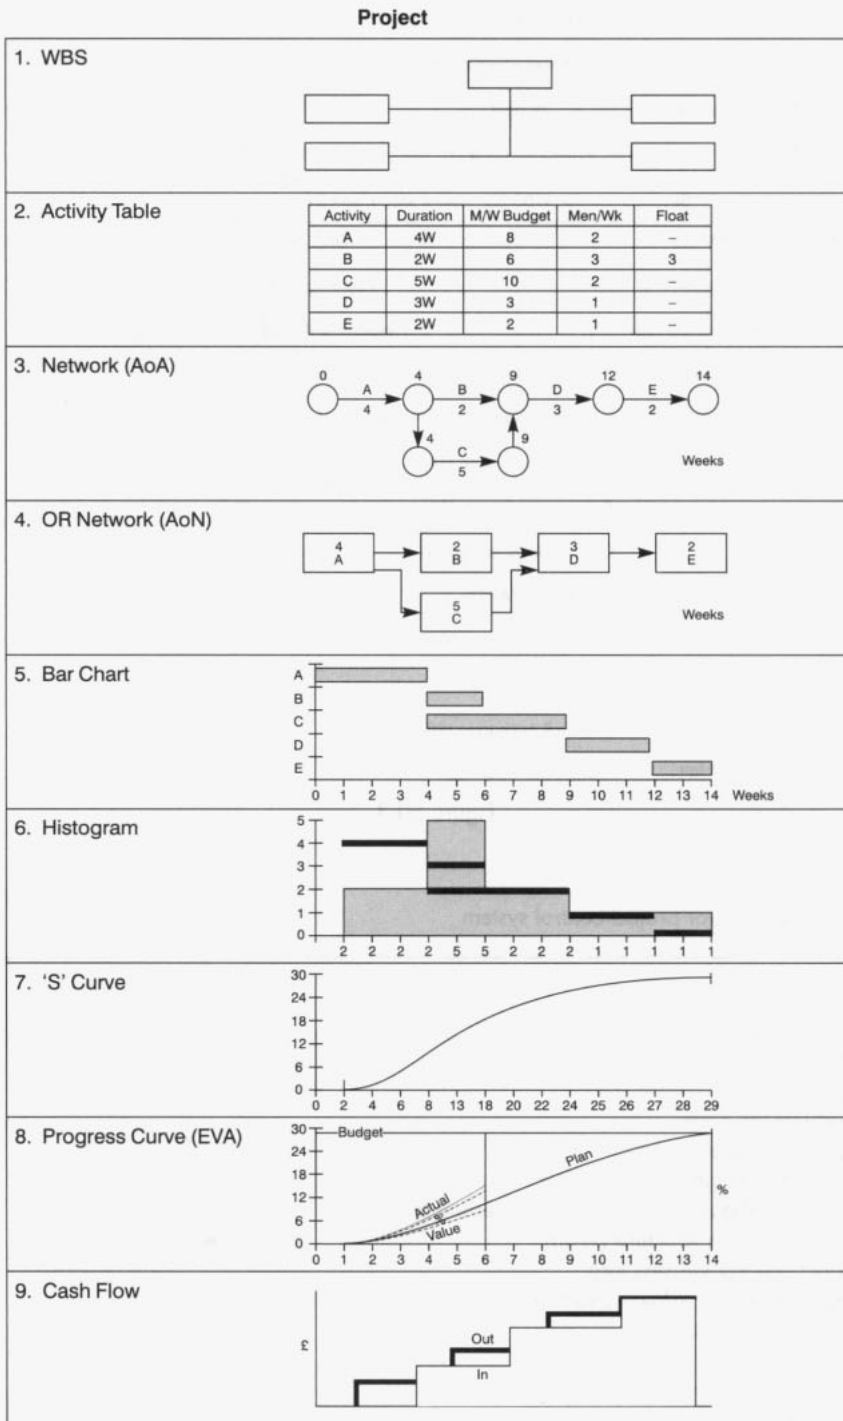 Project
1. WBS
2. Activity Table
Activity Duration M/W Budget Men/Wk Float
A 4W 8 2 –
B 2W 6 3 3
C 5W 10 2 –
D 3W 3 1 –
E 2W 2 1 –
3. Network (AoA)
0 4 9 12 14
A B D E
4 2 3 2
4 9
C
5
Weeks
4. OR Network (AoN)
4 2 3 2
A B D E
5
C
Weeks
5. Bar Chart
A
B
C
D
E
0 1 2 3 4 5 6 7 8 9 10 11 12 13 14 Weeks
6. Histogram
5
4
3
2
1
0
2 2 2 2 5 5 2 2 2 1 1 1 1 1
7. ‘S’ Curve
30
24
18
12
6
0
0 2 4 6 8 13 18 20 22 24 25 26 27 28 29
8. Progress Curve (EVA)
30
24
18
12
6
0
Budget
Plan
Actual
%
Value
%
0 1 2 3 4 5 6 7 8 9 10 11 12 13 14
9. Cash Flow
£
Out
In